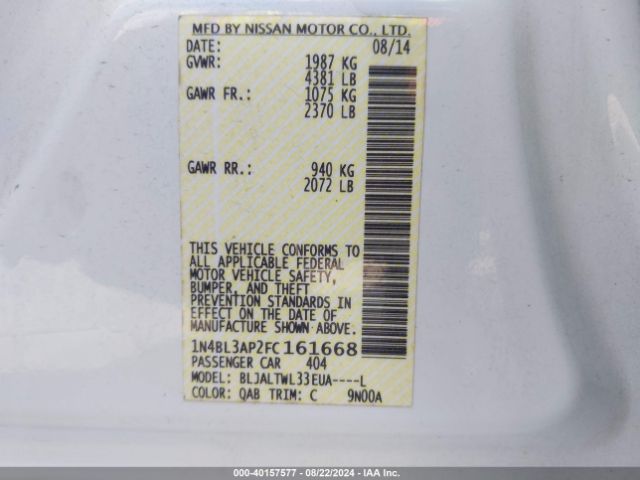 MFD BY NISSAN MOTOR CO., LTD.
DATE: 08/14
GVWR: 1987 KG
4381 LB
GAWR FR.: 1075 KG
2370 LB
GAWR RR.: 940 KG
2072 LB
THIS VEHICLE CONFORMS TO
ALL APPLICABLE FEDERAL
MOTOR VEHICLE SAFETY,
BUMPER, AND THEFT
PREVENTION STANDARDS IN
EFFECT ON THE DATE OF
MANUFACTURE SHOWN ABOVE.
1N4BL3AP2FC161668
PASSENGER CAR 404
MODEL: BLJALTWL33EUA----L
COLOR: QAB TRIM: C 9N00A
000-40157577 - 08/22/2024 - IAA Inc.